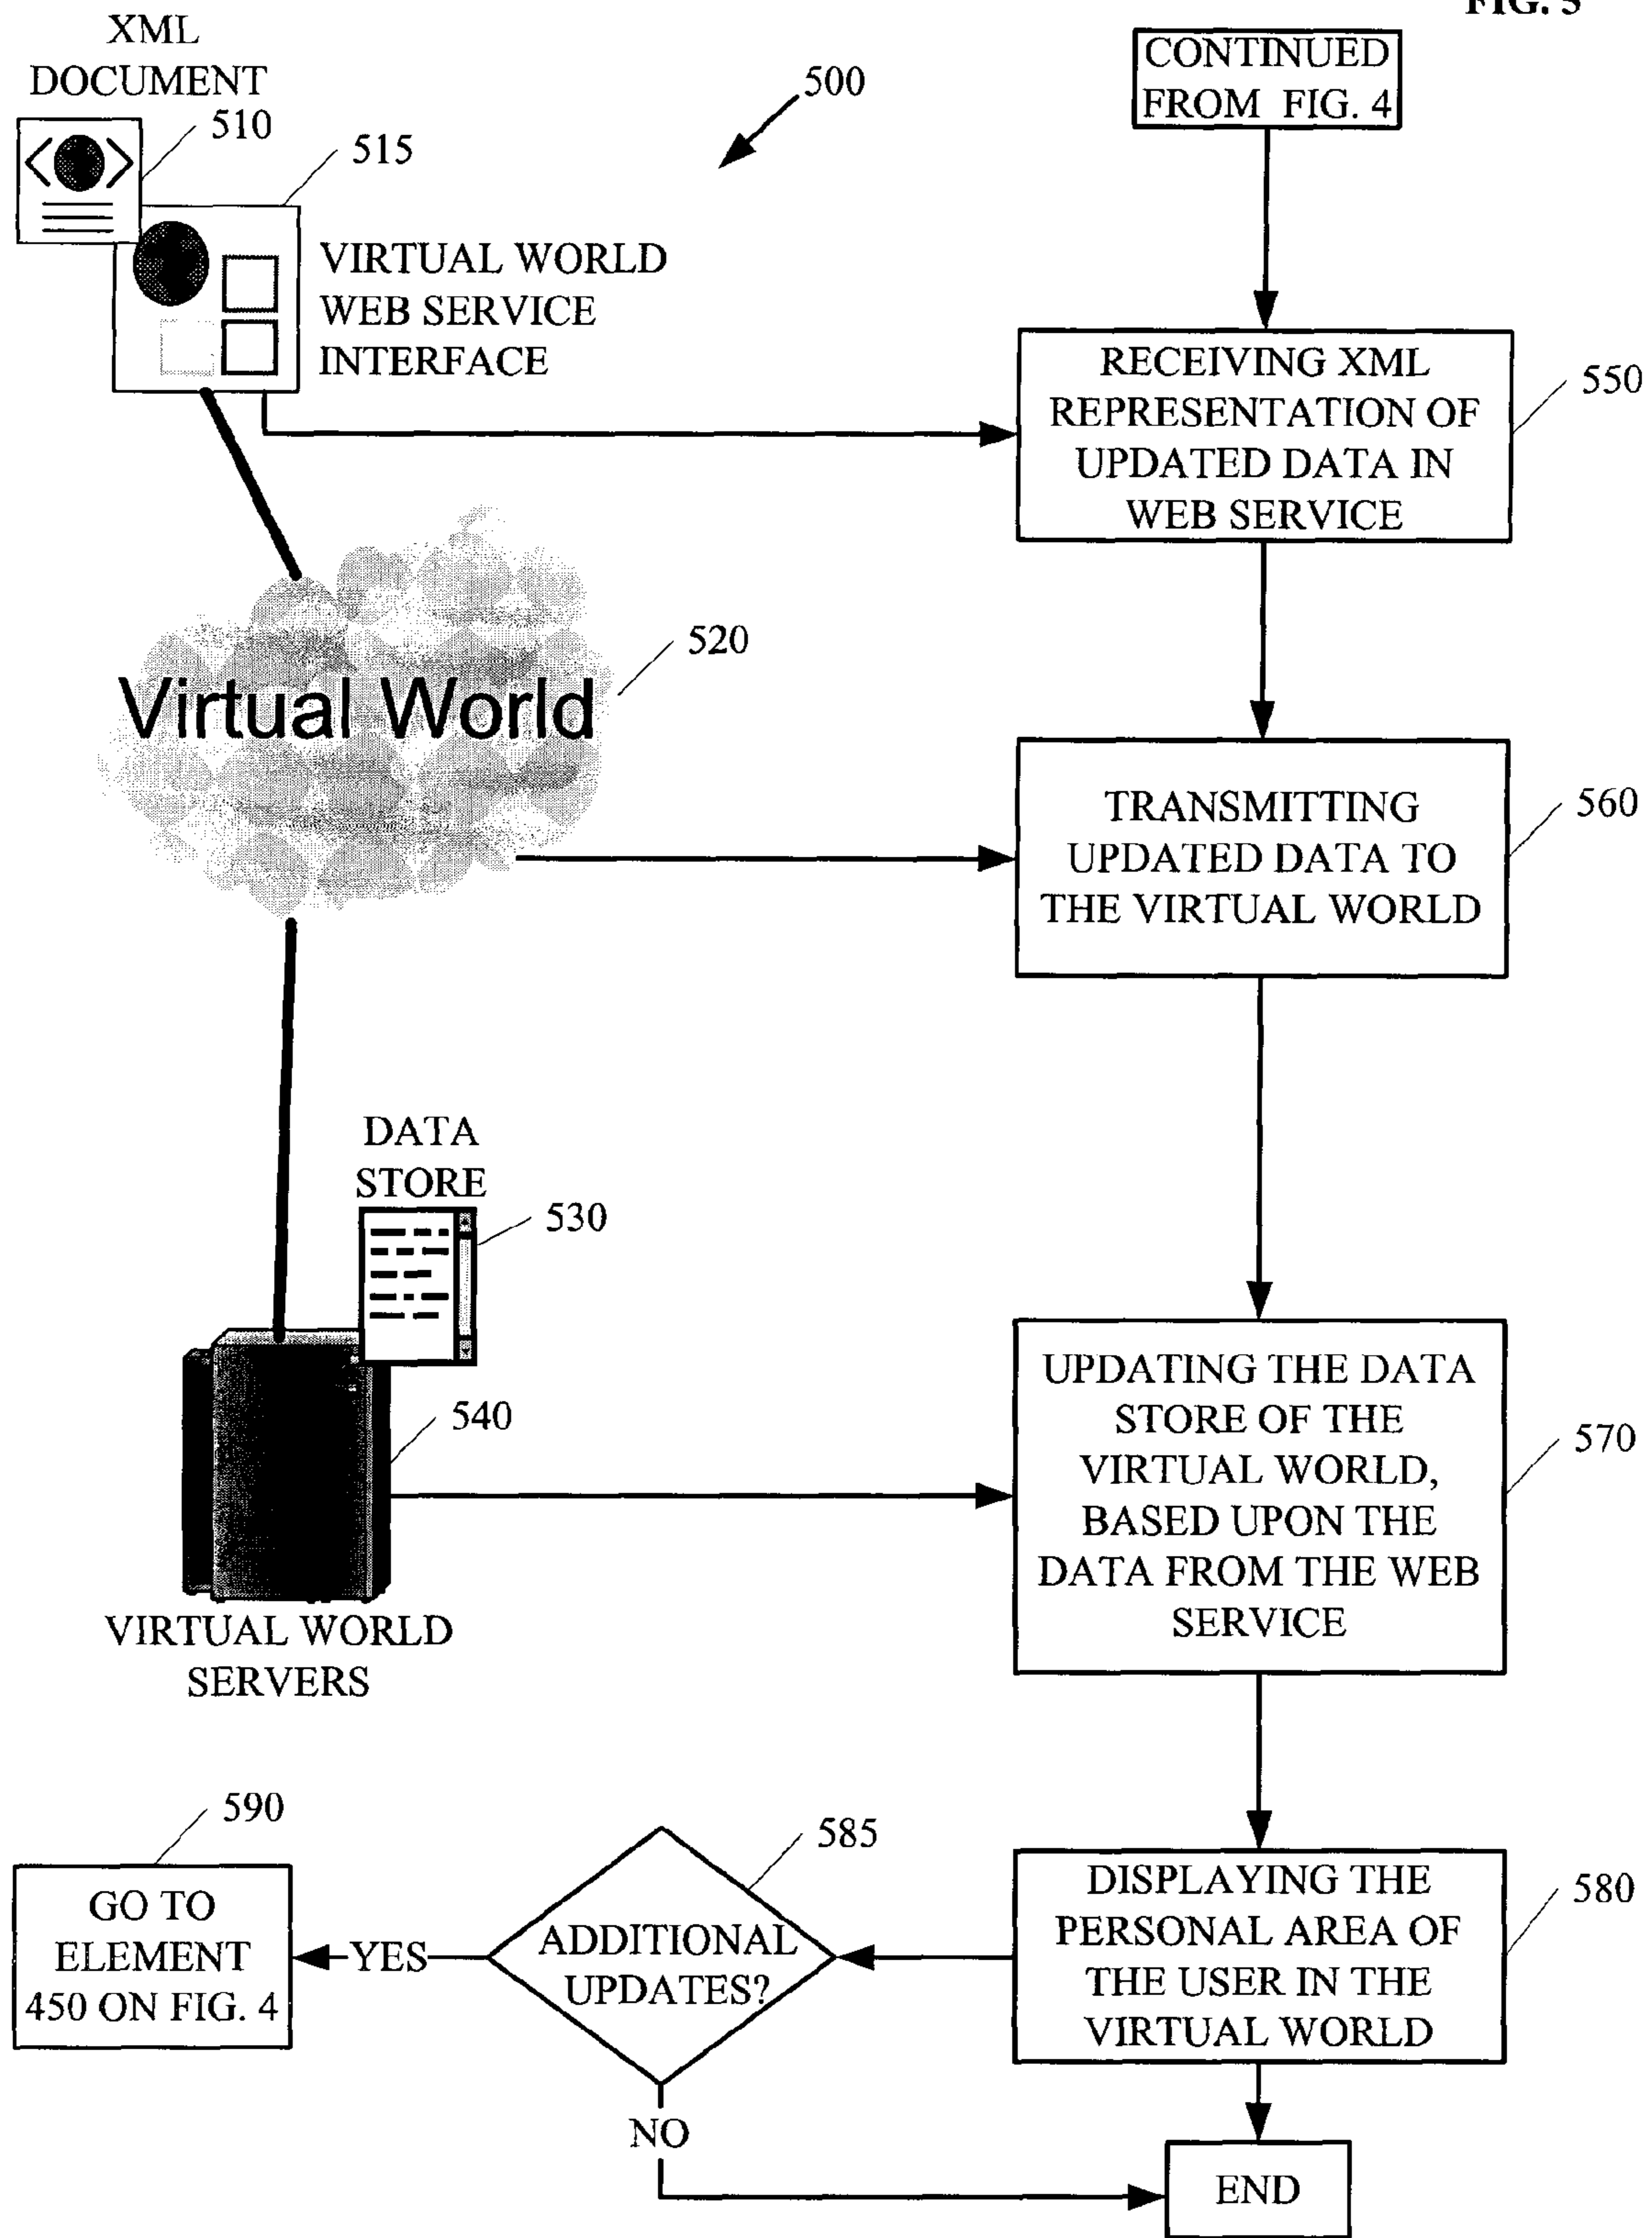 FIG. 5
XML
DOCUMENT
510
515
500
CONTINUED
FROM FIG. 4
VIRTUAL WORLD
WEB SERVICE
INTERFACE
RECEIVING XML
REPRESENTATION OF
UPDATED DATA IN
WEB SERVICE
550
Virtual World
520
TRANSMITTING
UPDATED DATA TO
THE VIRTUAL WORLD
560
DATA
STORE
530
540
VIRTUAL WORLD
SERVERS
UPDATING THE DATA
STORE OF THE
VIRTUAL WORLD,
BASED UPON THE
DATA FROM THE WEB
SERVICE
570
590
GO TO
ELEMENT
450 ON FIG. 4
YES
585
ADDITIONAL
UPDATES?
DISPLAYING THE
PERSONAL AREA OF
THE USER IN THE
VIRTUAL WORLD
580
NO
END